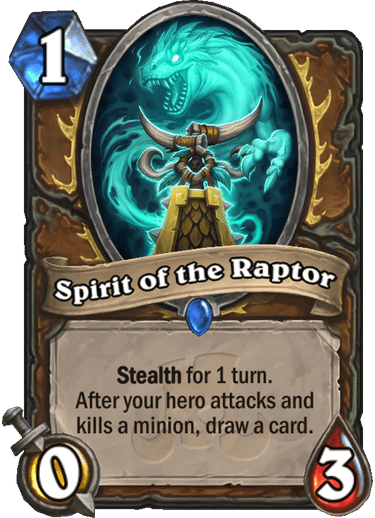 1
Spirit of the Raptor
Stealth for 1 turn.
After your hero attacks and
kills a minion, draw a card.
0
3